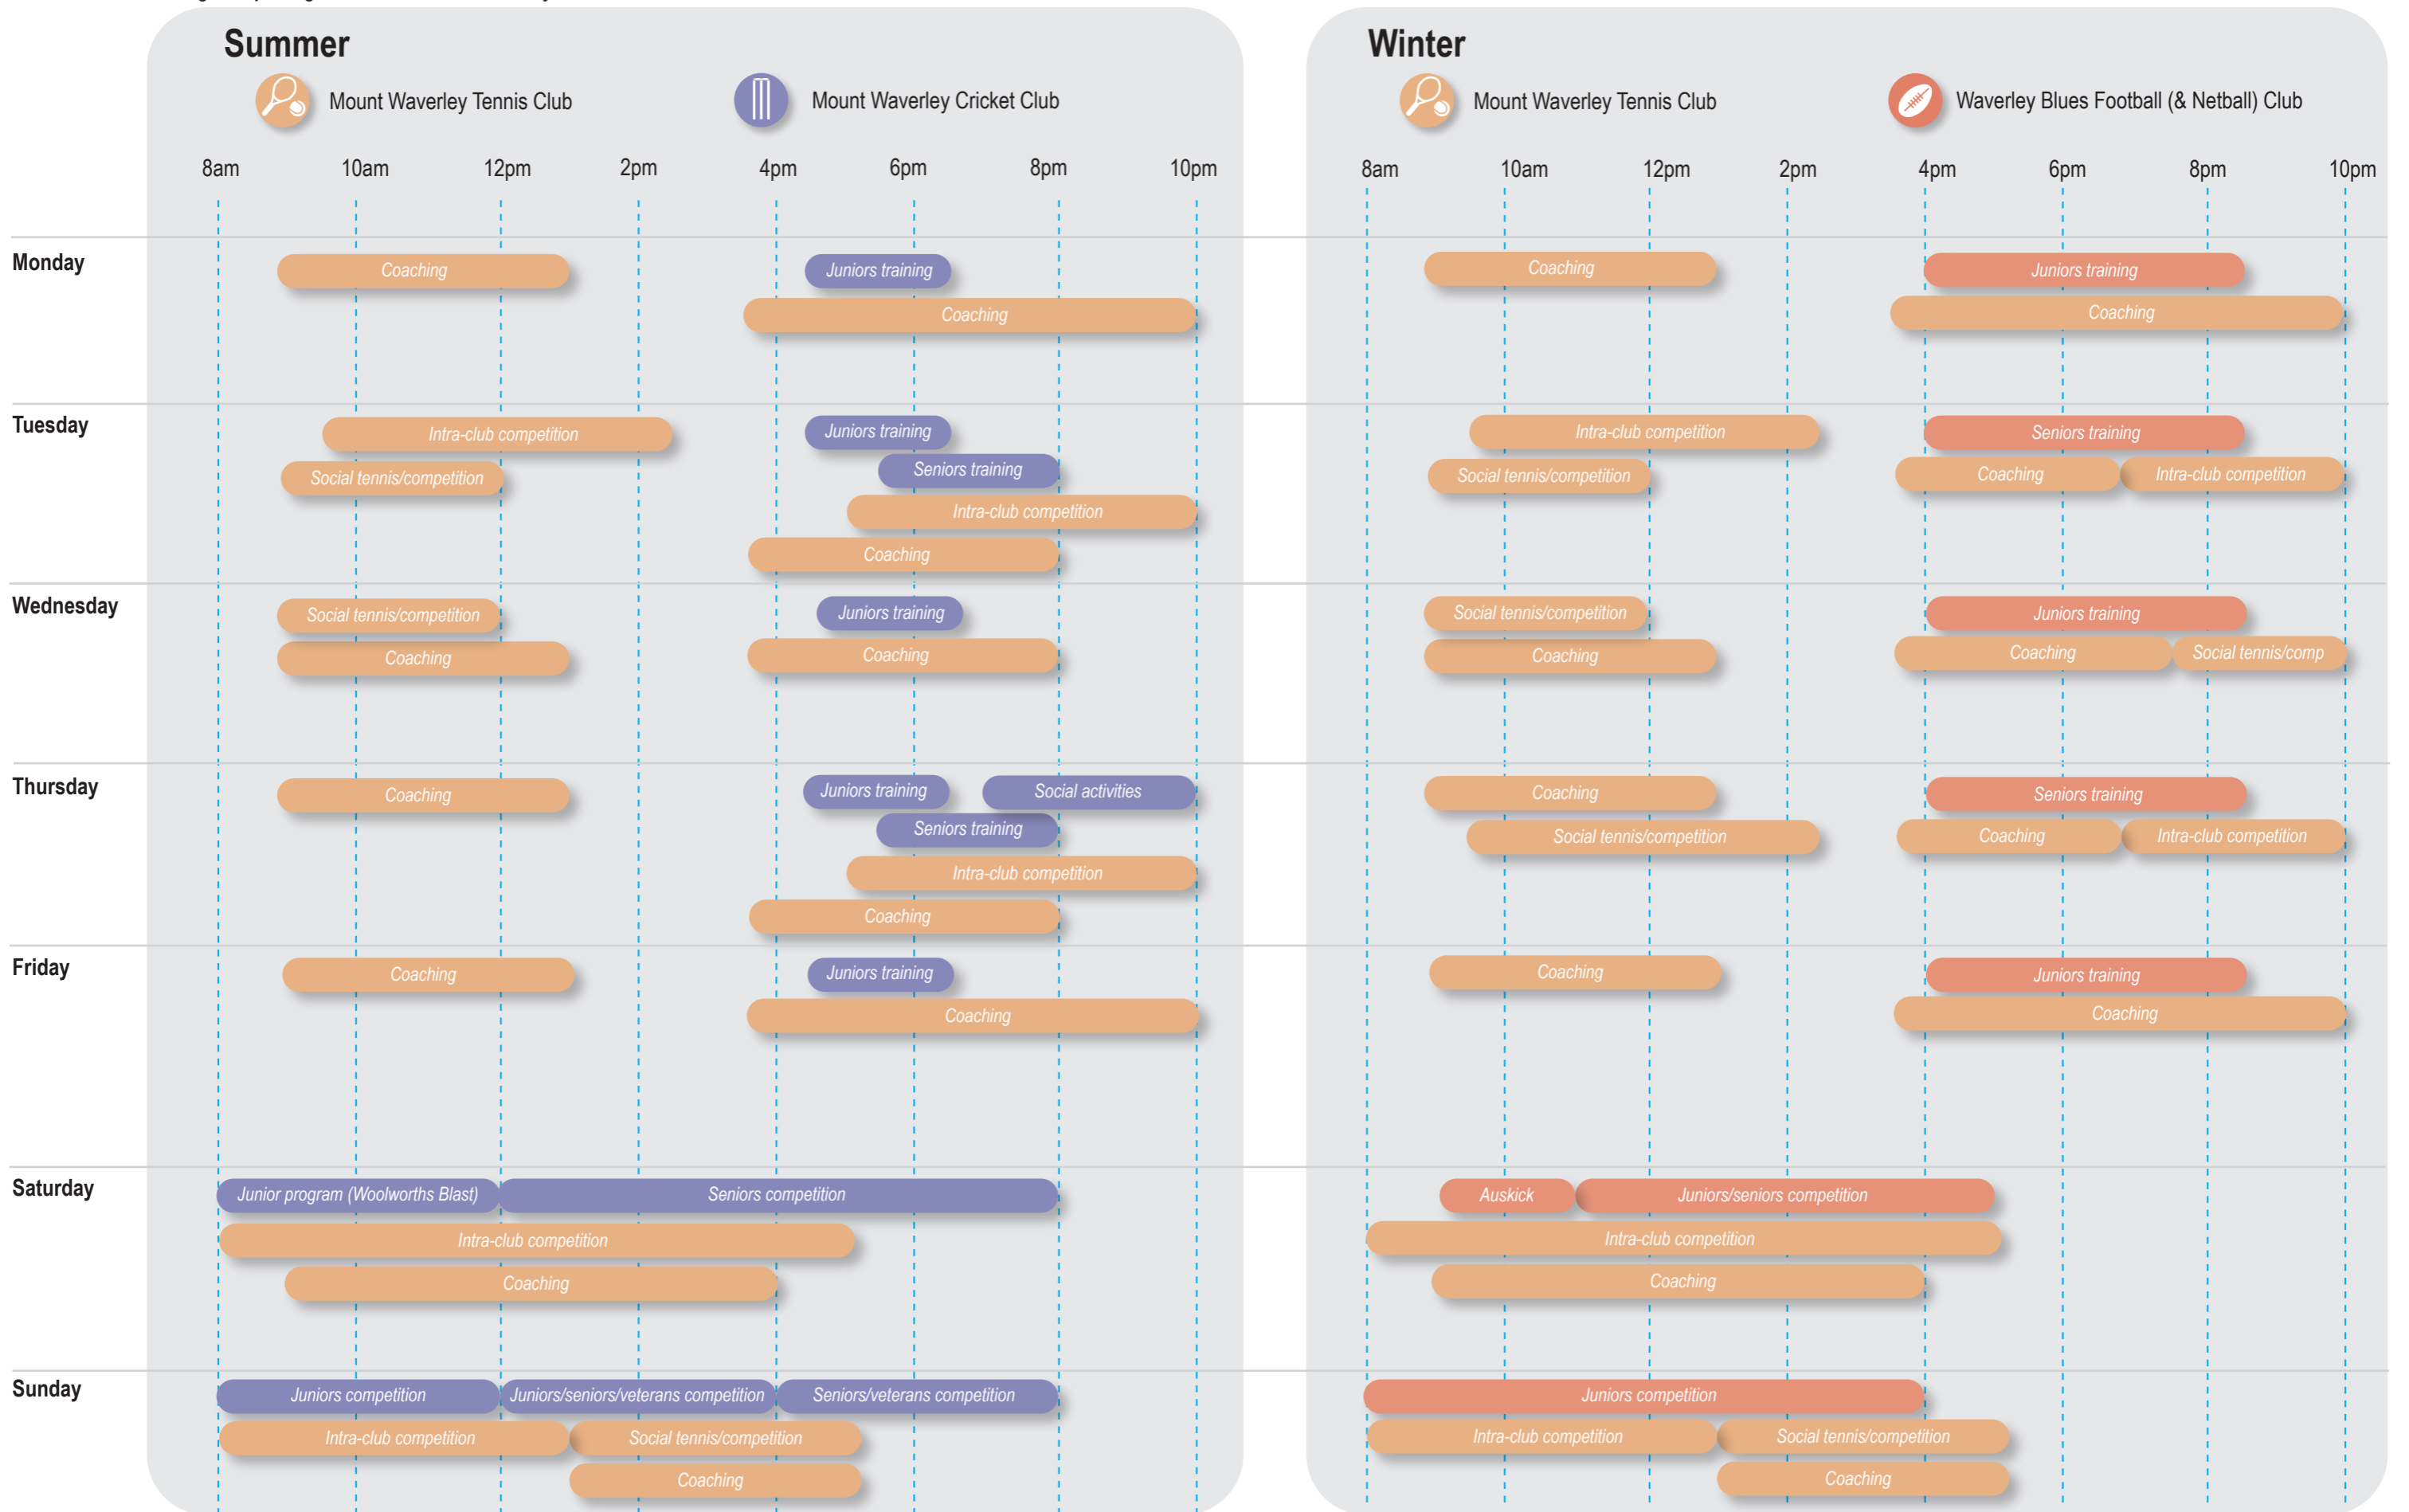 Summer
Winter
Mount Waverley Tennis Club
Mount Waverley Cricket Club
Mount Waverley Tennis Club
Waverley Blues Football (& Netball) Club
8am 10am 12pm 2pm 4pm 6pm 8pm 10pm
8am 10am 12pm 2pm 4pm 6pm 8pm 10pm
Monday
Coaching
Juniors training
Coaching
Coaching
Juniors training
Coaching
Tuesday
Intra-club competition
Social tennis/competition
Juniors training
Seniors training
Intra-club competition
Coaching
Intra-club competition
Social tennis/competition
Seniors training
Coaching
Intra-club competition
Wednesday
Social tennis/competition
Coaching
Juniors training
Coaching
Social tennis/competition
Coaching
Juniors training
Coaching
Social tennis/comp
Thursday
Coaching
Juniors training
Social activities
Seniors training
Intra-club competition
Coaching
Coaching
Social tennis/competition
Seniors training
Coaching
Intra-club competition
Friday
Coaching
Juniors training
Coaching
Coaching
Juniors training
Coaching
Saturday
Junior program (Woolworths Blast)
Seniors competition
Intra-club competition
Coaching
Auskick
Juniors/seniors competition
Intra-club competition
Coaching
Sunday
Juniors competition
Juniors/seniors/veterans competition
Seniors/veterans competition
Intra-club competition
Social tennis/competition
Coaching
Juniors competition
Intra-club competition
Social tennis/competition
Coaching